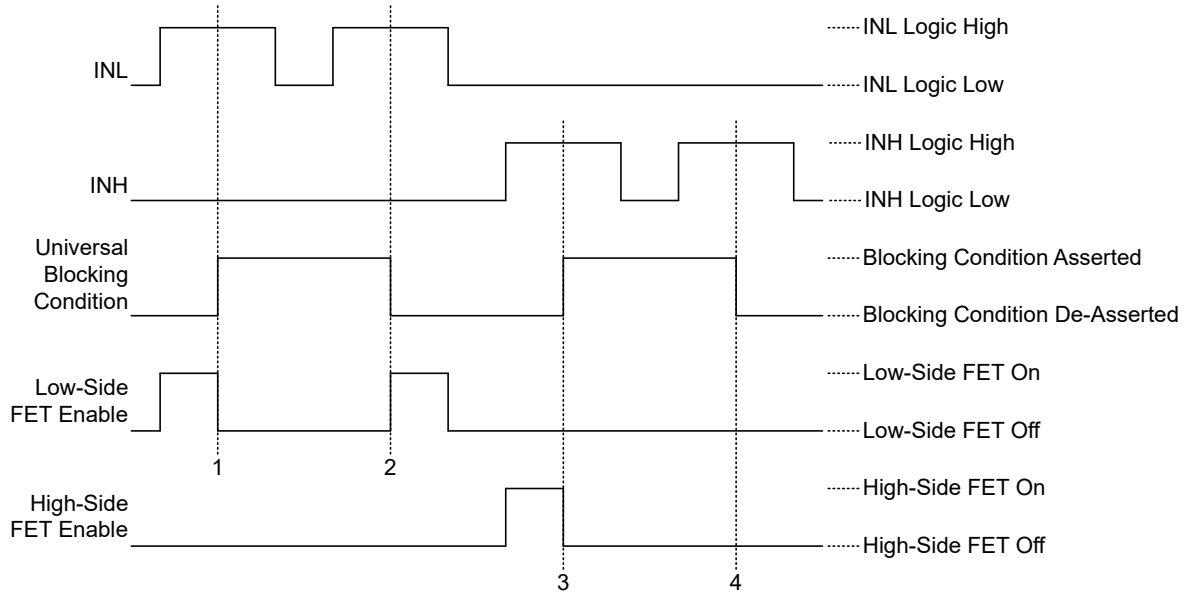 INL
INL Logic High
INL Logic Low
INH
INH Logic High
INH Logic Low
Universal
Blocking
Condition
Blocking Condition Asserted
Blocking Condition De-Asserted
Low-Side
FET Enable
Low-Side FET On
Low-Side FET Off
1
2
High-Side
FET Enable
High-Side FET On
High-Side FET Off
3
4